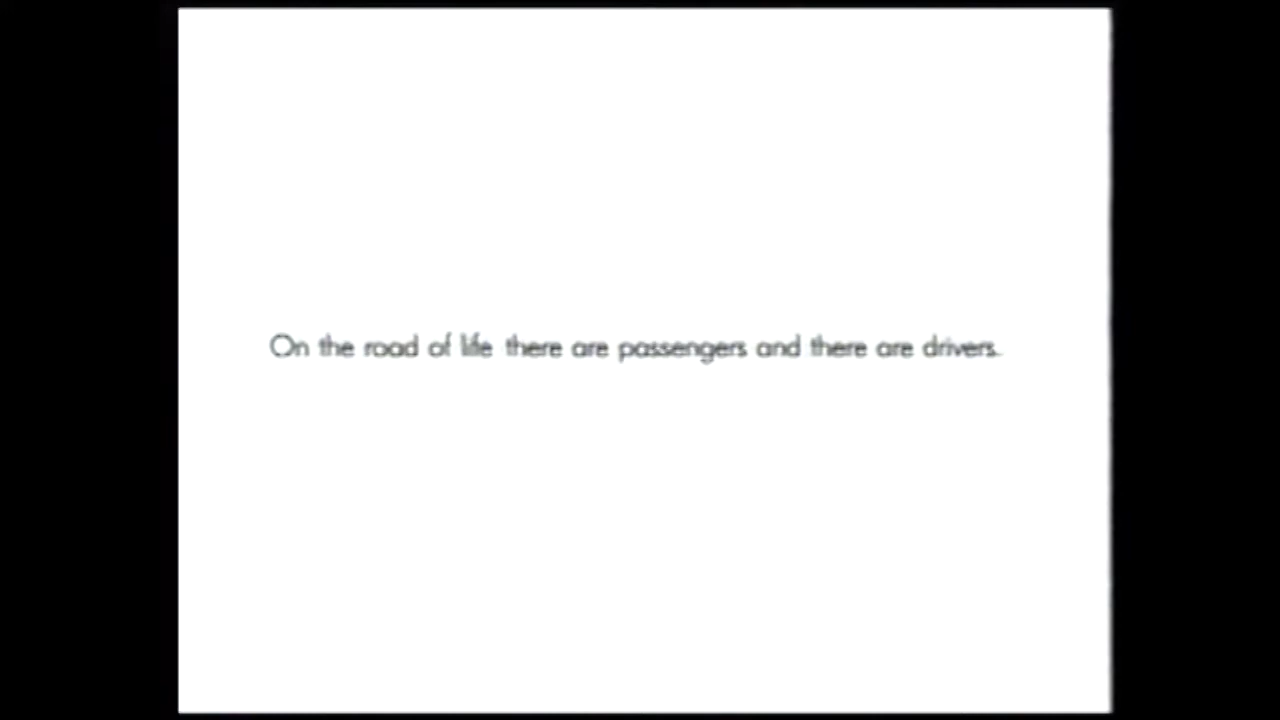 On the road of life there are passengers and there are drivers.